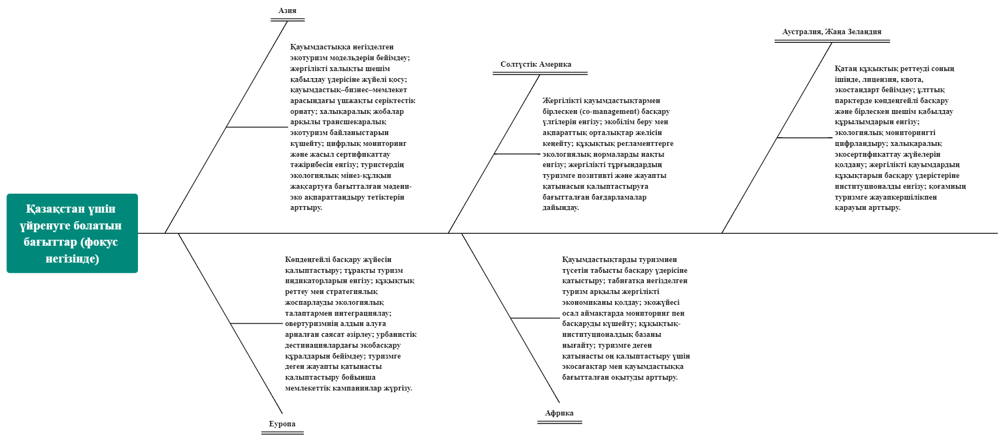 Қазақстан үшін
үйренуге болатын
бағыттар (фокус
негізінде)
Азия
Қауымдастыққа негізделген
экотуризм модельдерін бейімдеу;
жергілікті халықты шешім
қабылдау үдерісіне жүйелі қосу;
қауымдастық–бизнес–мемлекет
арасындағы үшжақты серіктестік
орнату; халықаралық жобалар
арқылы трансшекаралық
экотуризм байланыстарын
күшейту; цифрлық мониторинг
және жасыл сертификаттау
тәжірибесін енгізу; туристердің
экологиялық мінез-құлқын
жақсартуға бағытталған мәдени-
эко ақпараттандыру тетіктерін
арттыру.
Солтүстік Америка
Жергілікті қауымдастықтармен
бірлескен (co-management) басқару
үлгілерін енгізу; экобілім беру мен
ақпараттық орталықтар желісін
кеңейту; құқықтық регламенттерге
экологиялық нормаларды нақты
енгізу; жергілікті тұрғындардың
туризмге позитивті және жауапты
қатынасын қалыптастыруға
бағытталған бағдарламалар
дайындау.
Аустралия, Жаңа Зеландия
Қатаң құқықтық реттеуді соның
ішінде, лицензия, квота,
экостандарт бейімдеу; ұлттық
парктерде көпдеңгейлі басқару
және бірлескен шешім қабылдау
құрылымдарын енгізу;
экологиялық мониторингті
цифрландыру; халықаралық
экосертификаттау жүйелерін
қолдану; жергілікті қауымдардың
құқықтарын басқару үдерістеріне
институционалды енгізу; қоғамның
туризмге жауапкершілікпен
қарауын арттыру.
Көпдеңгейлі басқару жүйесін
қалыптастыру; тұрақты туризм
индикаторларын енгізу; құқықтық
реттеу мен стратегиялық
жоспарлауды экологиялық
талаптармен интеграциялау;
овертуризмнің алдын алуға
арналған саясат әзірлеу; урбанистік
дестинациялардағы экобасқару
құралдарын бейімдеу; туризмге
деген жауапты қатынасты
қалыптастыру бойынша
мемлекеттік кампаниялар жүргізу.
Еуропа
Қауымдастықтарды туризмнен
түсетін табысты басқару үдерісіне
қатыстыру; табиғатқа негізделген
туризм арқылы жергілікті
экономиканы қолдау; экожүйесі
осал аймақтарда мониторинг пен
басқаруды күшейту; құқықтық-
институционалдық базаны
нығайту; туризмге деген
қатынасты оң қалыптастыру үшін
экосағақтар мен қауымдастыққа
бағытталған оқытуды арттыру.
Африка